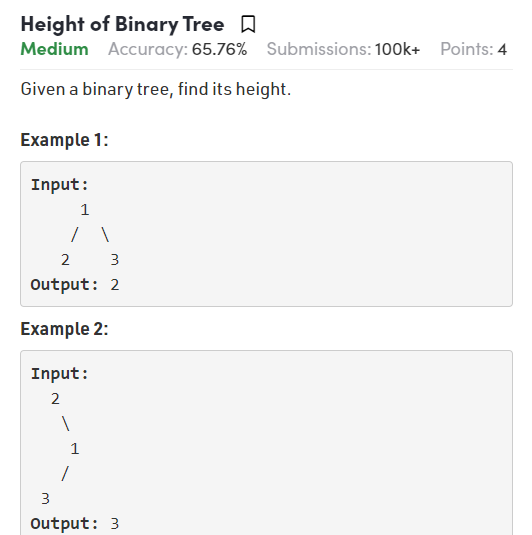 Height of Binary Tree
Medium Accuracy: 65.76% Submissions: 100k+ Points: 4
Given a binary tree, find its height.
Example 1:
Input:
1
/ \
2 3
Output: 2
Example 2:
Input:
2
\
1
/
3
Output: 3